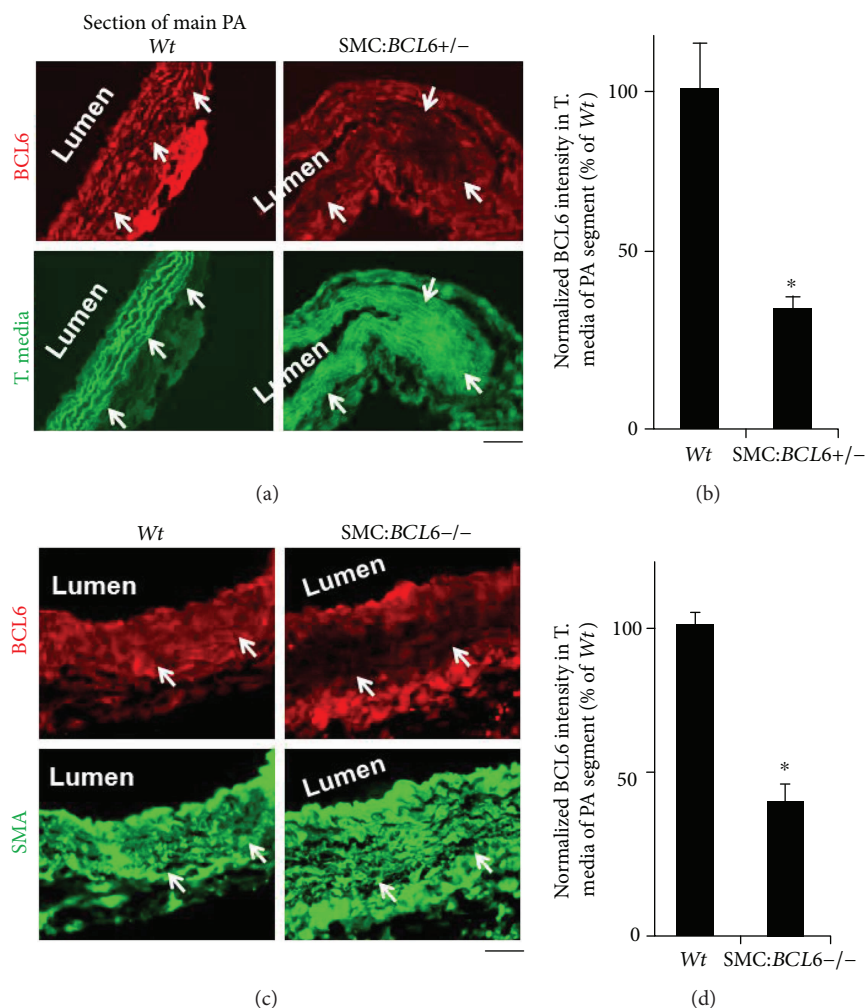 Section of main PA
Wt
SMC:BCL6+/−
BCL6
Lumen
Lumen
T. media
Lumen
Lumen
(a)
Normalized BCL6 intensity in T.
media of PA segment (% of Wt)
100
50
0
*
Wt
SMC:BCL6+/−
(b)
Wt
SMC:BCL6−/−
BCL6
Lumen
Lumen
SMA
Lumen
Lumen
(c)
Normalized BCL6 intensity in T.
media of PA segment (% of Wt)
100
50
0
*
Wt
SMC:BCL6−/−
(d)